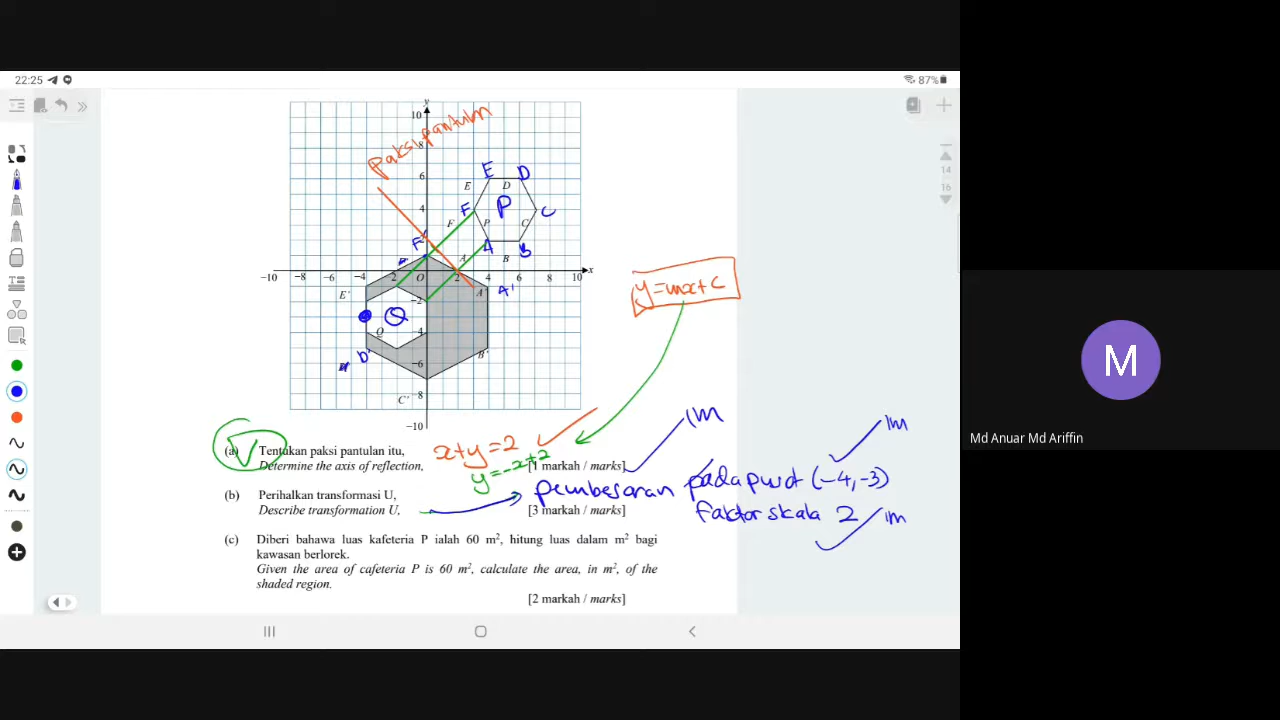 22:25
87%
14
16
y
10
8
6
4
2
-10 -8 -6 -4 2 O 2 4 6 8 10 x
-2
-4
-6
-8
-10
paksi pantulan
E D
E D
F C
F P C
P
A B
A B
F'
E' A' A'
Q
Q
D' B'
C'
y=mx+c
(a) Tentukan paksi pantulan itu,
Determine the axis of reflection,
[1 markah / marks]
x+y=2
y=-x+2
1M
(b) Perihalkan transformasi U,
Describe transformation U,
[3 markah / marks]
pembesaran pada pusat (-4,-3)
1M
faktor skala 2
1M
(c) Diberi bahawa luas kafeteria P ialah 60 m², hitung luas dalam m² bagi
kawasan berlorek.
Given the area of cafeteria P is 60 m², calculate the area, in m², of the
shaded region.
[2 markah / marks]
M
Md Anuar Md Ariffin